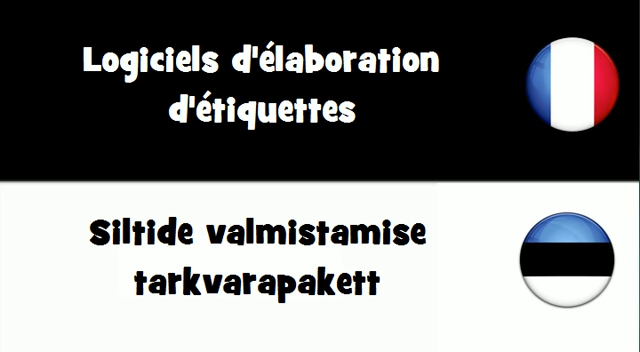 Logiciels d'élaboration
d'étiquettes
Siltide valmistamise
tarkvarapakett